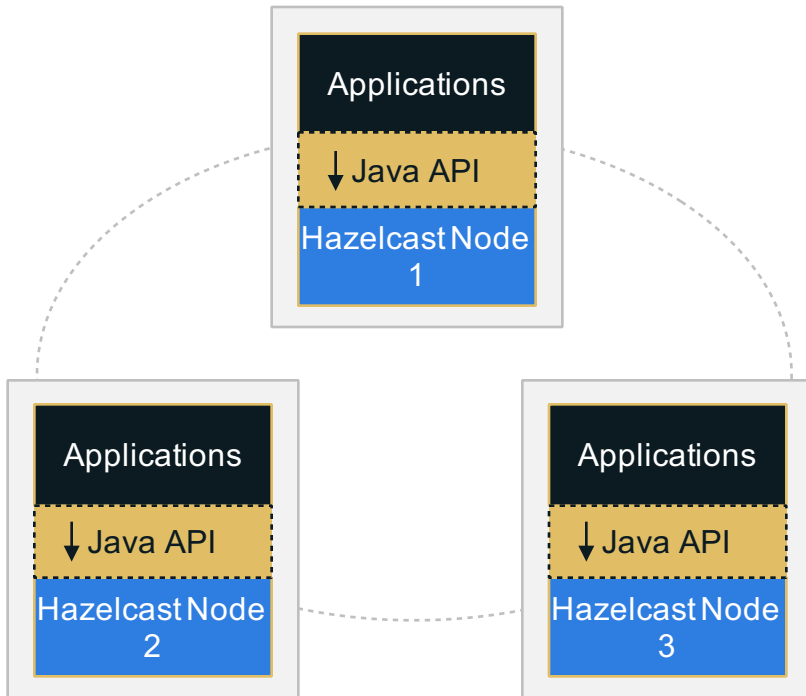 Applications
↓ Java API
Hazelcast Node
1
Applications
↓ Java API
Hazelcast Node
2
Applications
↓ Java API
Hazelcast Node
3